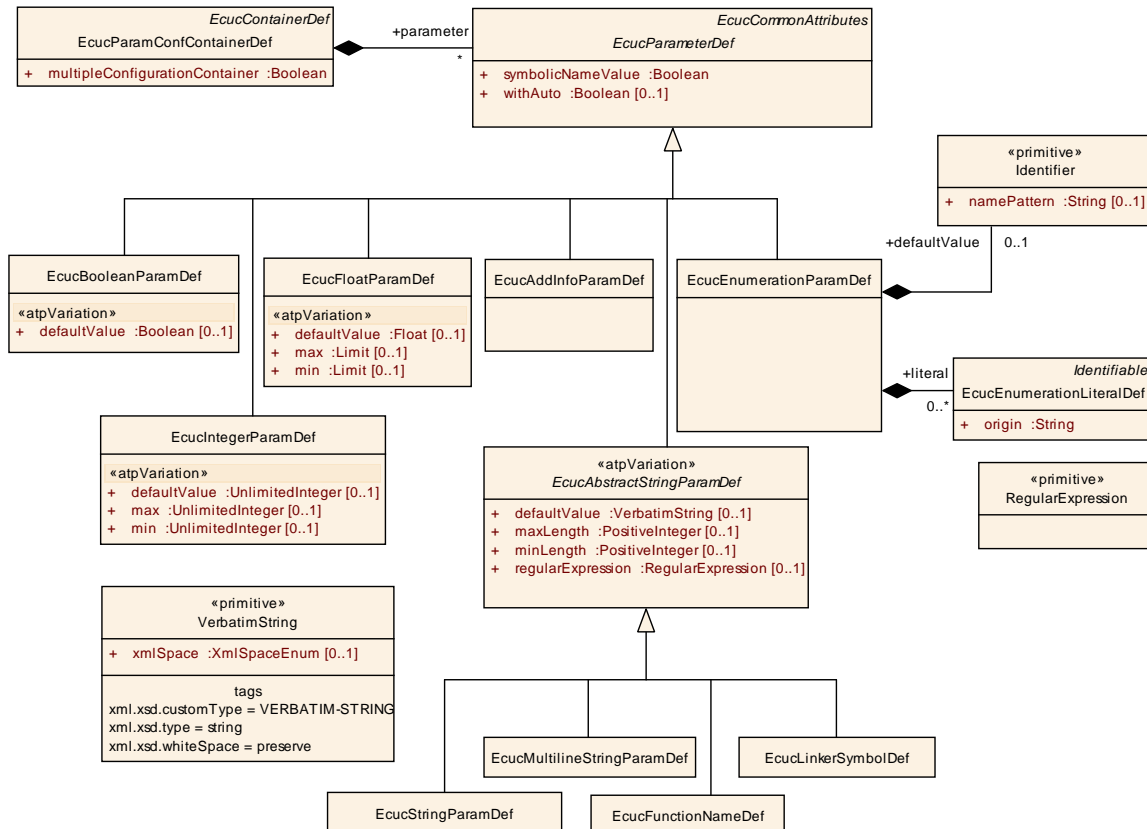 EcucContainerDef
EcucParamConfContainerDef
+ multipleConfigurationContainer :Boolean
+parameter
*
EcucCommonAttributes
EcucParameterDef
+ symbolicNameValue :Boolean
+ withAuto :Boolean [0..1]
«primitive»
Identifier
+ namePattern :String [0..1]
+defaultValue
0..1
EcucBooleanParamDef
«atpVariation»
+ defaultValue :Boolean [0..1]
EcucFloatParamDef
«atpVariation»
+ defaultValue :Float [0..1]
+ max :Limit [0..1]
+ min :Limit [0..1]
EcucAddInfoParamDef
EcucEnumerationParamDef
+literal
0..*
Identifiable
EcucEnumerationLiteralDef
+ origin :String
EcucIntegerParamDef
«atpVariation»
+ defaultValue :UnlimitedInteger [0..1]
+ max :UnlimitedInteger [0..1]
+ min :UnlimitedInteger [0..1]
«atpVariation»
EcucAbstractStringParamDef
+ defaultValue :VerbatimString [0..1]
+ maxLength :PositiveInteger [0..1]
+ minLength :PositiveInteger [0..1]
+ regularExpression :RegularExpression [0..1]
«primitive»
RegularExpression
«primitive»
VerbatimString
+ xmlSpace :XmlSpaceEnum [0..1]
tags
xml.xsd.customType = VERBATIM-STRING
xml.xsd.type = string
xml.xsd.whiteSpace = preserve
EcucMultilineStringParamDef
EcucLinkerSymbolDef
EcucStringParamDef
EcucFunctionNameDef